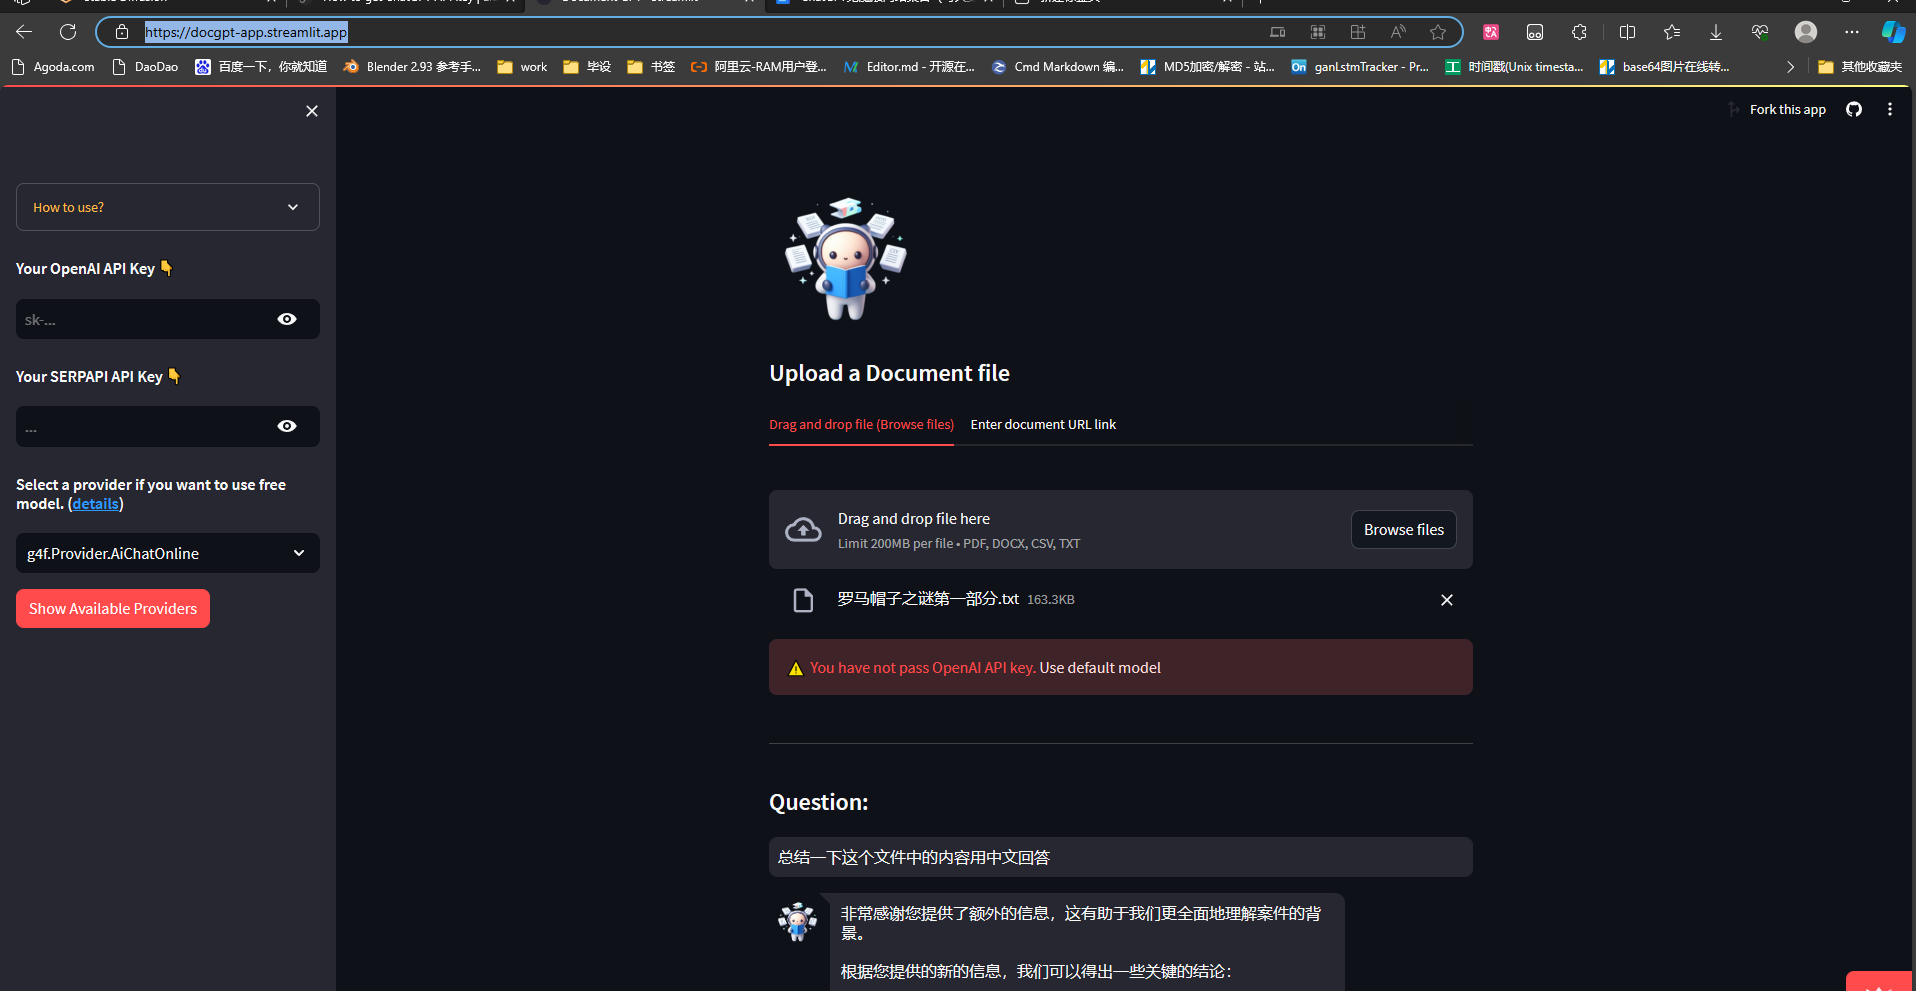 https://docgpt-app.streamlit.app
Agoda.com
DaoDao
百度一下，你就知道
Blender 2.93 参考手...
work
毕设
书签
阿里云-RAM用户登...
Editor.md - 开源在...
Cmd Markdown 编...
MD5加密/解密 - 站...
ganLstmTracker - Pr...
时间戳(Unix timesta...
base64图片在线转...
其他收藏夹
Fork this app
How to use?
Your OpenAI API Key 👇
sk-...
Your SERPAPI API Key 👇
...
Select a provider if you want to use free
model. (details)
g4f.Provider.AiChatOnline
Show Available Providers
Upload a Document file
Drag and drop file (Browse files)
Enter document URL link
Drag and drop file here
Limit 200MB per file • PDF, DOCX, CSV, TXT
Browse files
罗马帽子之谜第一部分.txt 163.3KB
⚠️ You have not pass OpenAI API key. Use default model
Question:
总结一下这个文件中的内容用中文回答
非常感谢您提供了额外的信息，这有助于我们更全面地理解案件的背
景。
根据您提供的新的信息，我们可以得出一些关键的结论：